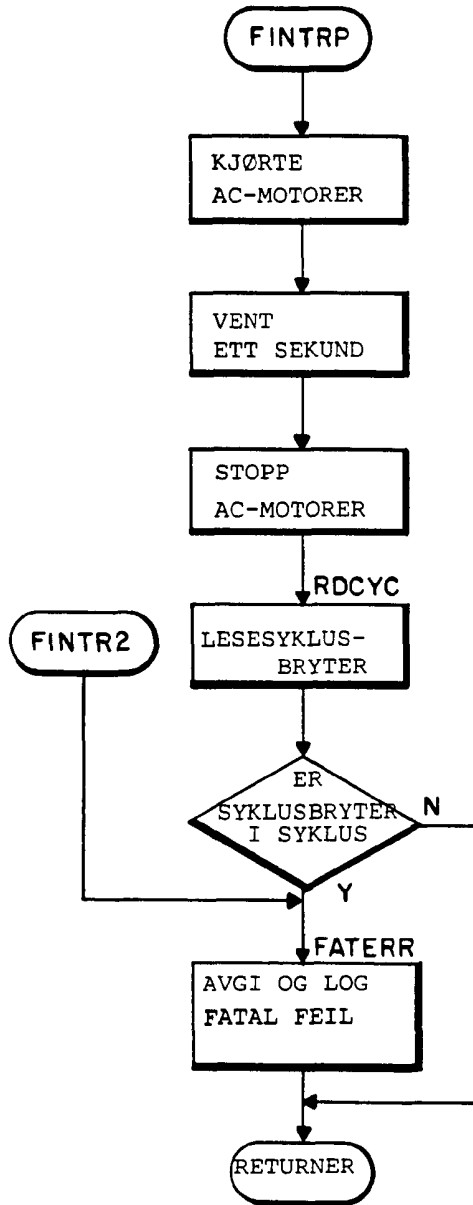 FINTRP
KJØRTE
AC-MOTORER
VENT
ETT SEKUND
STOPP
AC-MOTORER
RDCYC
FINTR2
LESESYKLUS-
BRYTER
ER
SYKLUSBRYTER
I SYKLUS
N
Y
FATERR
AVGI OG LOG
FATAL FEIL
RETURNER